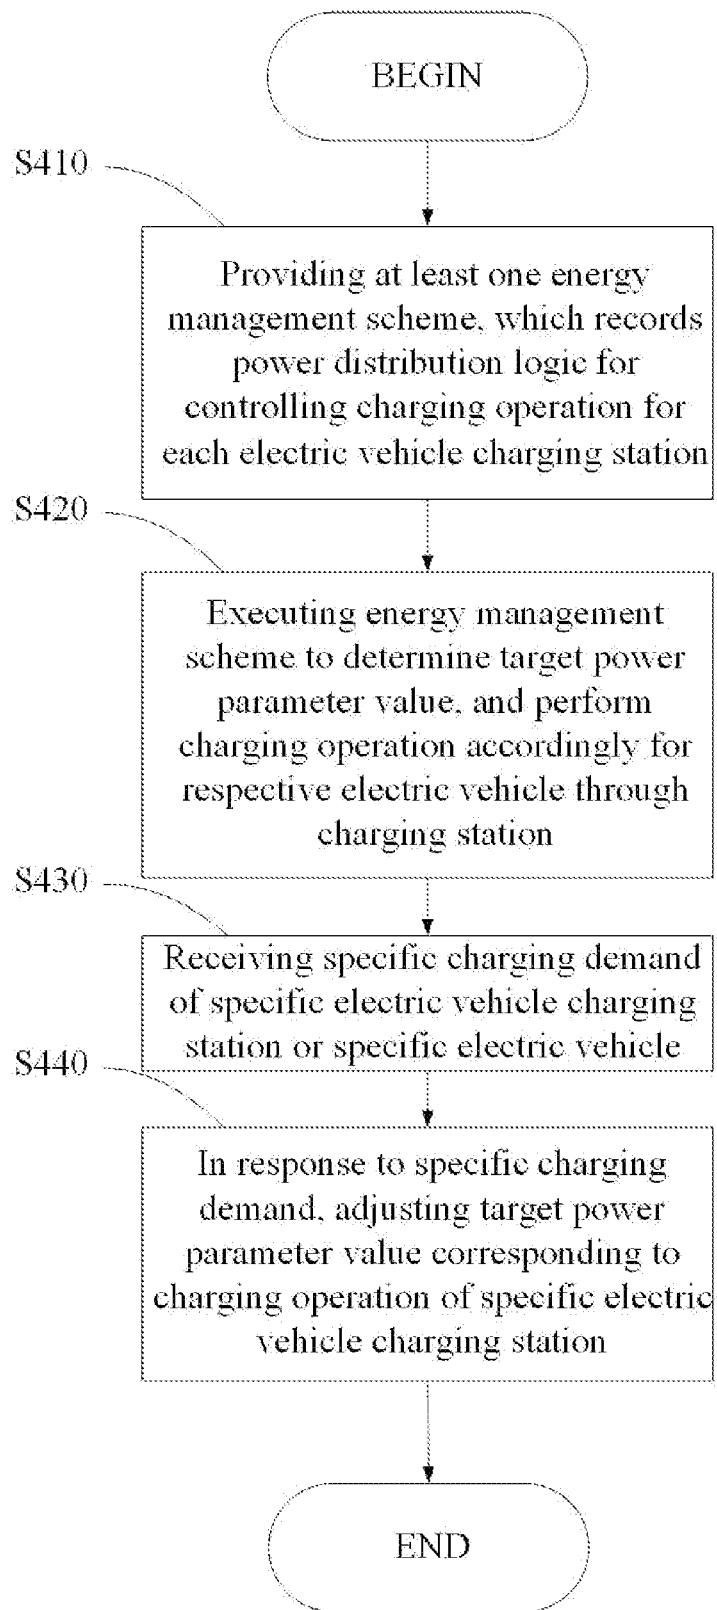 BEGIN
S410
Providing at least one energy
management scheme, which records
power distribution logic for
controlling charging operation for
each electric vehicle charging station
S420
Executing energy management
scheme to determine target power
parameter value, and perform
charging operation accordingly for
respective electric vehicle through
charging station
S430
Receiving specific charging demand
of specific electric vehicle charging
station or specific electric vehicle
S440
In response to specific charging
demand, adjusting target power
parameter value corresponding to
charging operation of specific electric
vehicle charging station
END